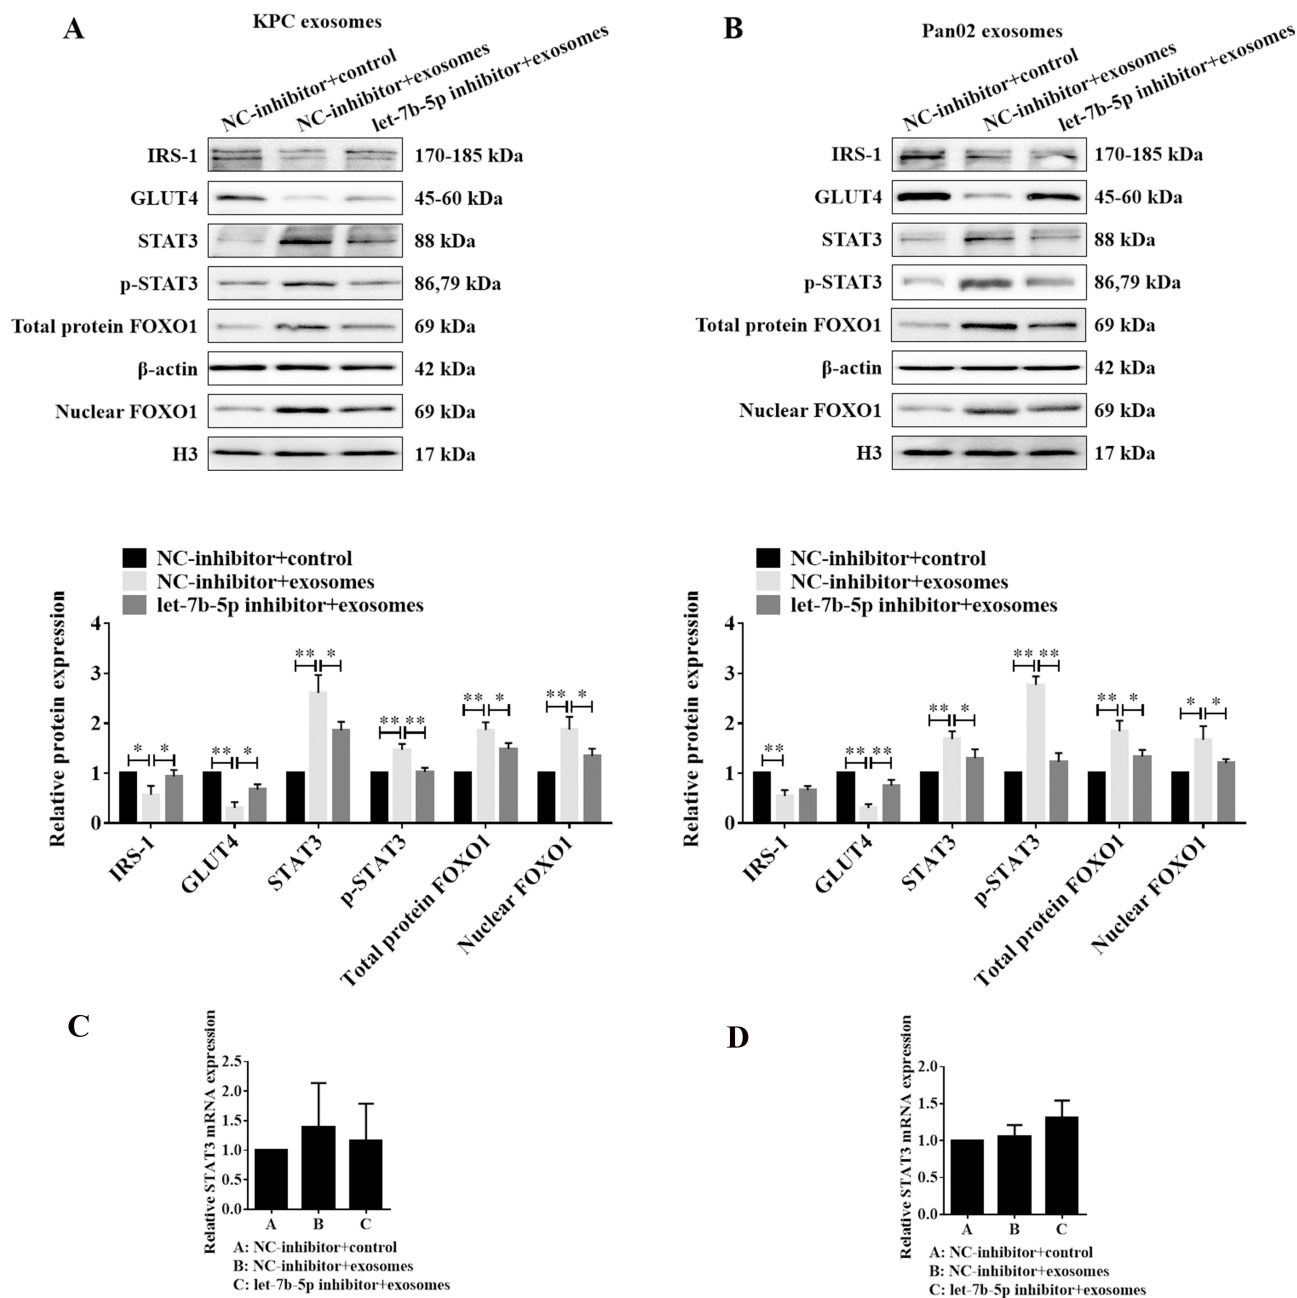 A
KPC exosomes
NC-inhibitor+control
NC-inhibitor+exosomes
let-7b-5p inhibitor+exosomes
IRS-1
170-185 kDa
GLUT4
45-60 kDa
STAT3
88 kDa
p-STAT3
86,79 kDa
Total protein FOXO1
69 kDa
β-actin
42 kDa
Nuclear FOXO1
69 kDa
H3
17 kDa
NC-inhibitor+control
NC-inhibitor+exosomes
let-7b-5p inhibitor+exosomes
Relative protein expression
4
3
2
1
0
* *
** *
** *
** **
** *
** *
IRS-1
GLUT4
STAT3
p-STAT3
Total protein FOXO1
Nuclear FOXO1
B
Pan02 exosomes
NC-inhibitor+control
NC-inhibitor+exosomes
let-7b-5p inhibitor+exosomes
IRS-1
170-185 kDa
GLUT4
45-60 kDa
STAT3
88 kDa
p-STAT3
86,79 kDa
Total protein FOXO1
69 kDa
β-actin
42 kDa
Nuclear FOXO1
69 kDa
H3
17 kDa
NC-inhibitor+control
NC-inhibitor+exosomes
let-7b-5p inhibitor+exosomes
Relative protein expression
4
3
2
1
0
**
** **
** *
** **
** *
* *
IRS-1
GLUT4
STAT3
p-STAT3
Total protein FOXO1
Nuclear FOXO1
C
Relative STAT3 mRNA expression
2.5
2.0
1.5
1.0
0.5
0.0
A B C
A: NC-inhibitor+control
B: NC-inhibitor+exosomes
C: let-7b-5p inhibitor+exosomes
D
Relative STAT3 mRNA expression
2.0
1.5
1.0
0.5
0.0
A B C
A: NC-inhibitor+control
B: NC-inhibitor+exosomes
C: let-7b-5p inhibitor+exosomes